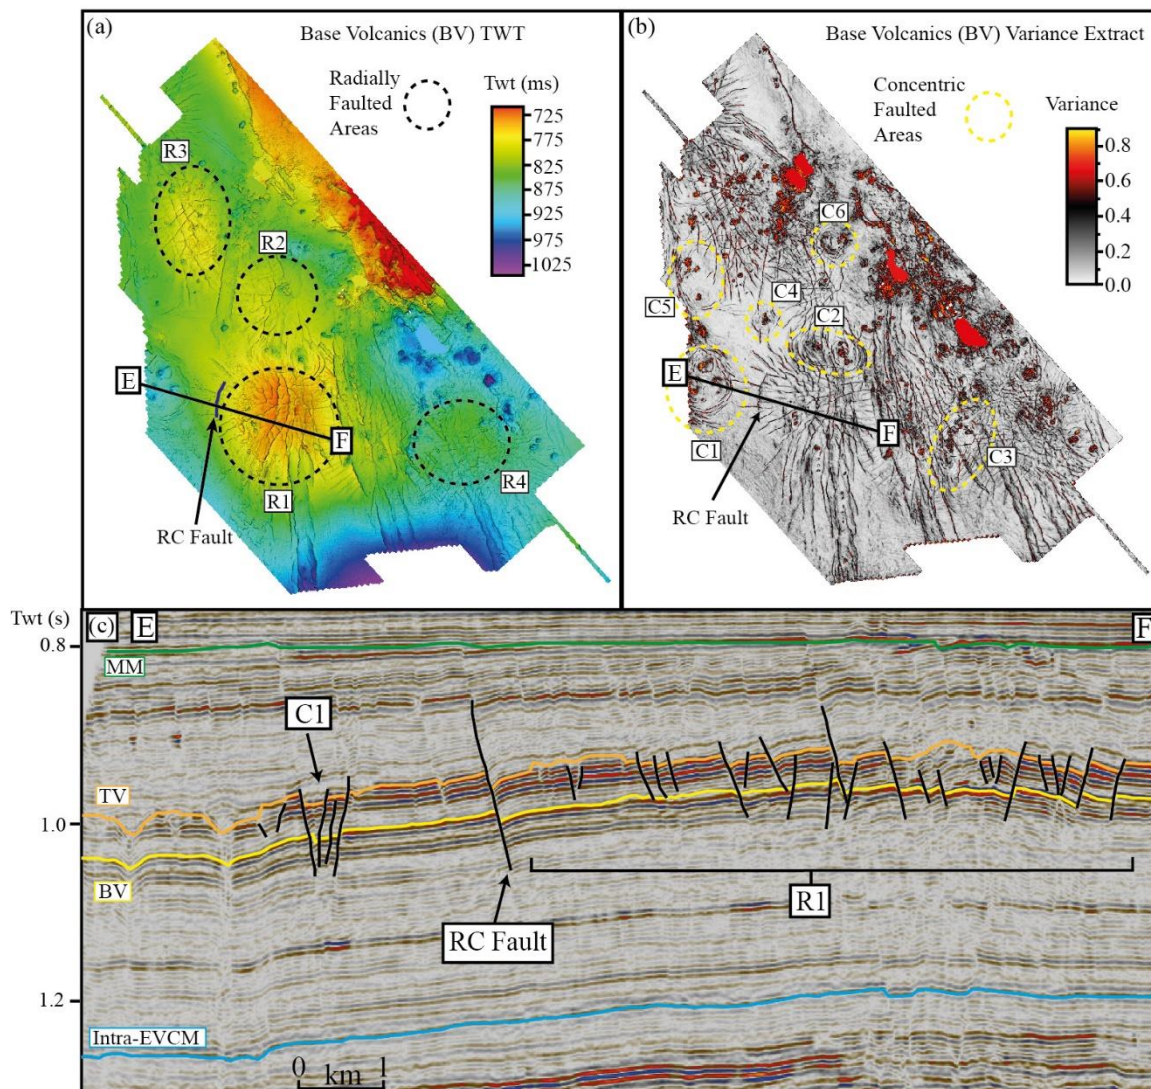 (a)
Base Volcanics (BV) TWT
Radially
Faulted
Areas
Twt (ms)
725
775
825
875
925
975
1025
R3
R2
E
F
R1
R4
RC Fault
(b)
Base Volcanics (BV) Variance Extract
Concentric
Faulted
Areas
Variance
0.8
0.6
0.4
0.2
0.0
C6
C5
C4
C2
E
F
C1
C3
RC Fault
Twt (s)
(c)
E
F
0.8
MM
C1
TV
1.0
BV
R1
RC Fault
1.2
Intra-EVCM
0 km 1